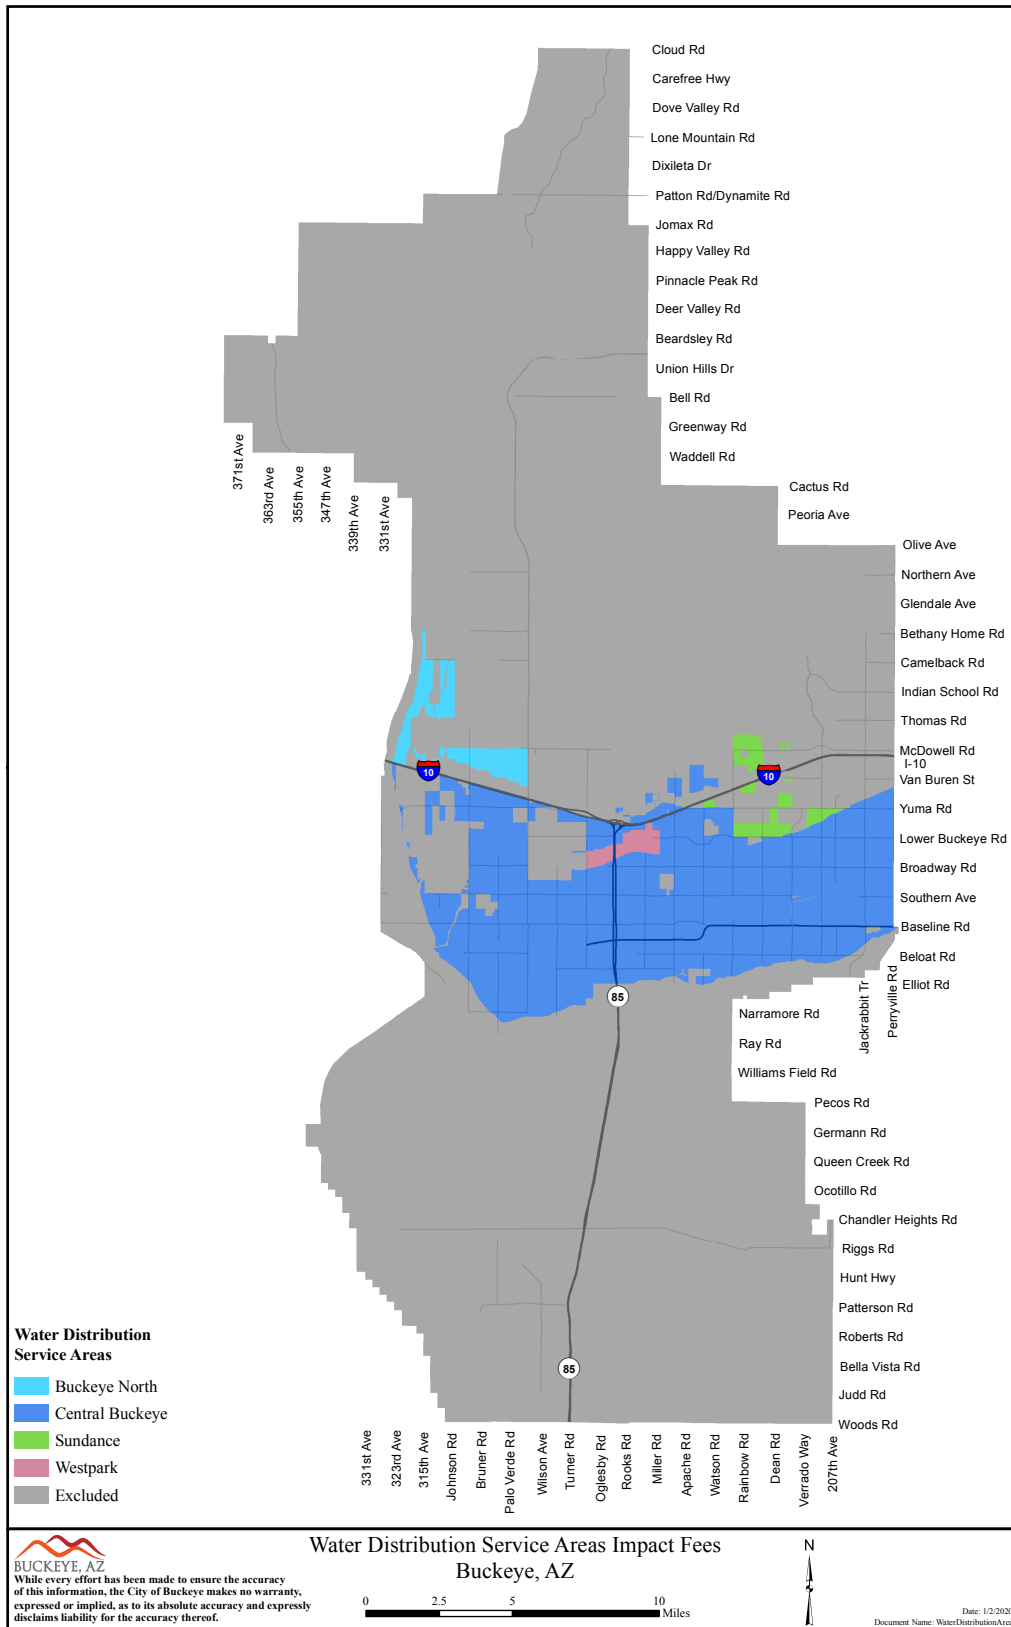 Cloud Rd
Carefree Hwy
Dove Valley Rd
Lone Mountain Rd
Dixileta Dr
Patton Rd/Dynamite Rd
Jomax Rd
Happy Valley Rd
Pinnacle Peak Rd
Deer Valley Rd
Beardsley Rd
Union Hills Dr
Bell Rd
Greenway Rd
Waddell Rd
371st Ave
363rd Ave
355th Ave
347th Ave
339th Ave
331st Ave
Cactus Rd
Peoria Ave
Olive Ave
Northern Ave
Glendale Ave
Bethany Home Rd
Camelback Rd
Indian School Rd
Thomas Rd
McDowell Rd
I-10
10
10
Van Buren St
Yuma Rd
Lower Buckeye Rd
Broadway Rd
Southern Ave
Baseline Rd
Beloat Rd
Elliot Rd
Jackrabbit Tr
Perryville Rd
85
Narramore Rd
Ray Rd
Williams Field Rd
Pecos Rd
Germann Rd
Queen Creek Rd
Ocotillo Rd
Chandler Heights Rd
Riggs Rd
Hunt Hwy
Patterson Rd
Roberts Rd
85
Bella Vista Rd
Judd Rd
Woods Rd
331st Ave
323rd Ave
315th Ave
Johnson Rd
Bruner Rd
Palo Verde Rd
Wilson Ave
Turner Rd
Oglesby Rd
Rooks Rd
Miller Rd
Apache Rd
Watson Rd
Rainbow Rd
Dean Rd
Verrado Way
207th Ave
Water Distribution
Service Areas
Buckeye North
Central Buckeye
Sundance
Westpark
Excluded
BUCKEYE, AZ
While every effort has been made to ensure the accuracy
of this information, the City of Buckeye makes no warranty,
expressed or implied, as to its absolute accuracy and expressly
disclaims liability for the accuracy thereof.
Water Distribution Service Areas Impact Fees
Buckeye, AZ
0 2.5 5 10
Miles
N
Date: 1/2/2020
Document Name: WaterDistributionArea